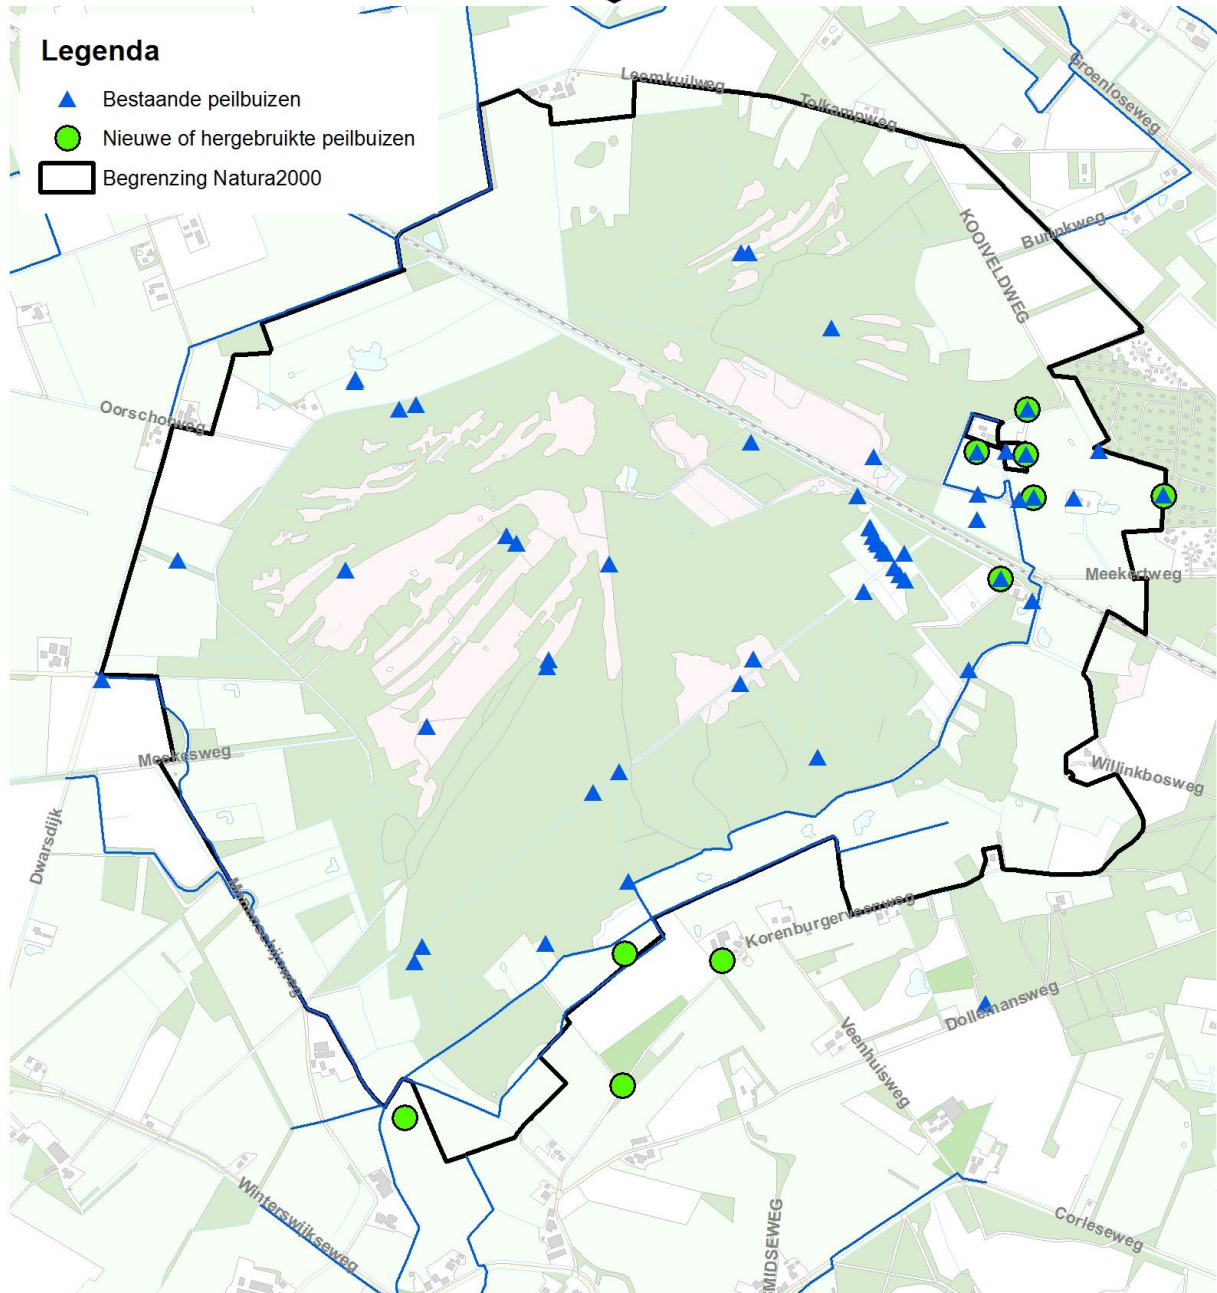 Legenda
Bestaande peilbuizen
Nieuwe of hergebruikte peilbuizen
Begrenzing Natura2000
Leemkuilweg
Tolkampweg
Groenloseweg
KOOIVELDWEG
Burinkweg
Oorschotweg
Meekertweg
Meekesweg
Willinkbosweg
Dwarsdijk
Korenburgerveenweg
Dollemansweg
Veenhuisweg
Winterswijkseweg
MIDSEWEG
Corleseweg